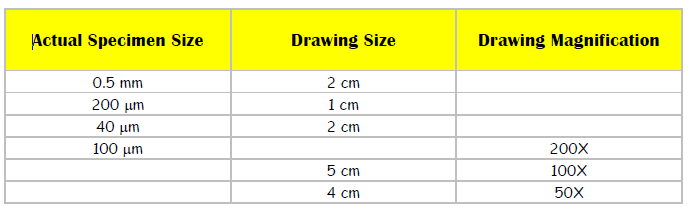 Actual Specimen Size Drawing Size Drawing Magnification
0.5 mm 2 cm
200 µm 1 cm
40 µm 2 cm
100 µm 200X
5 cm 100X
4 cm 50X